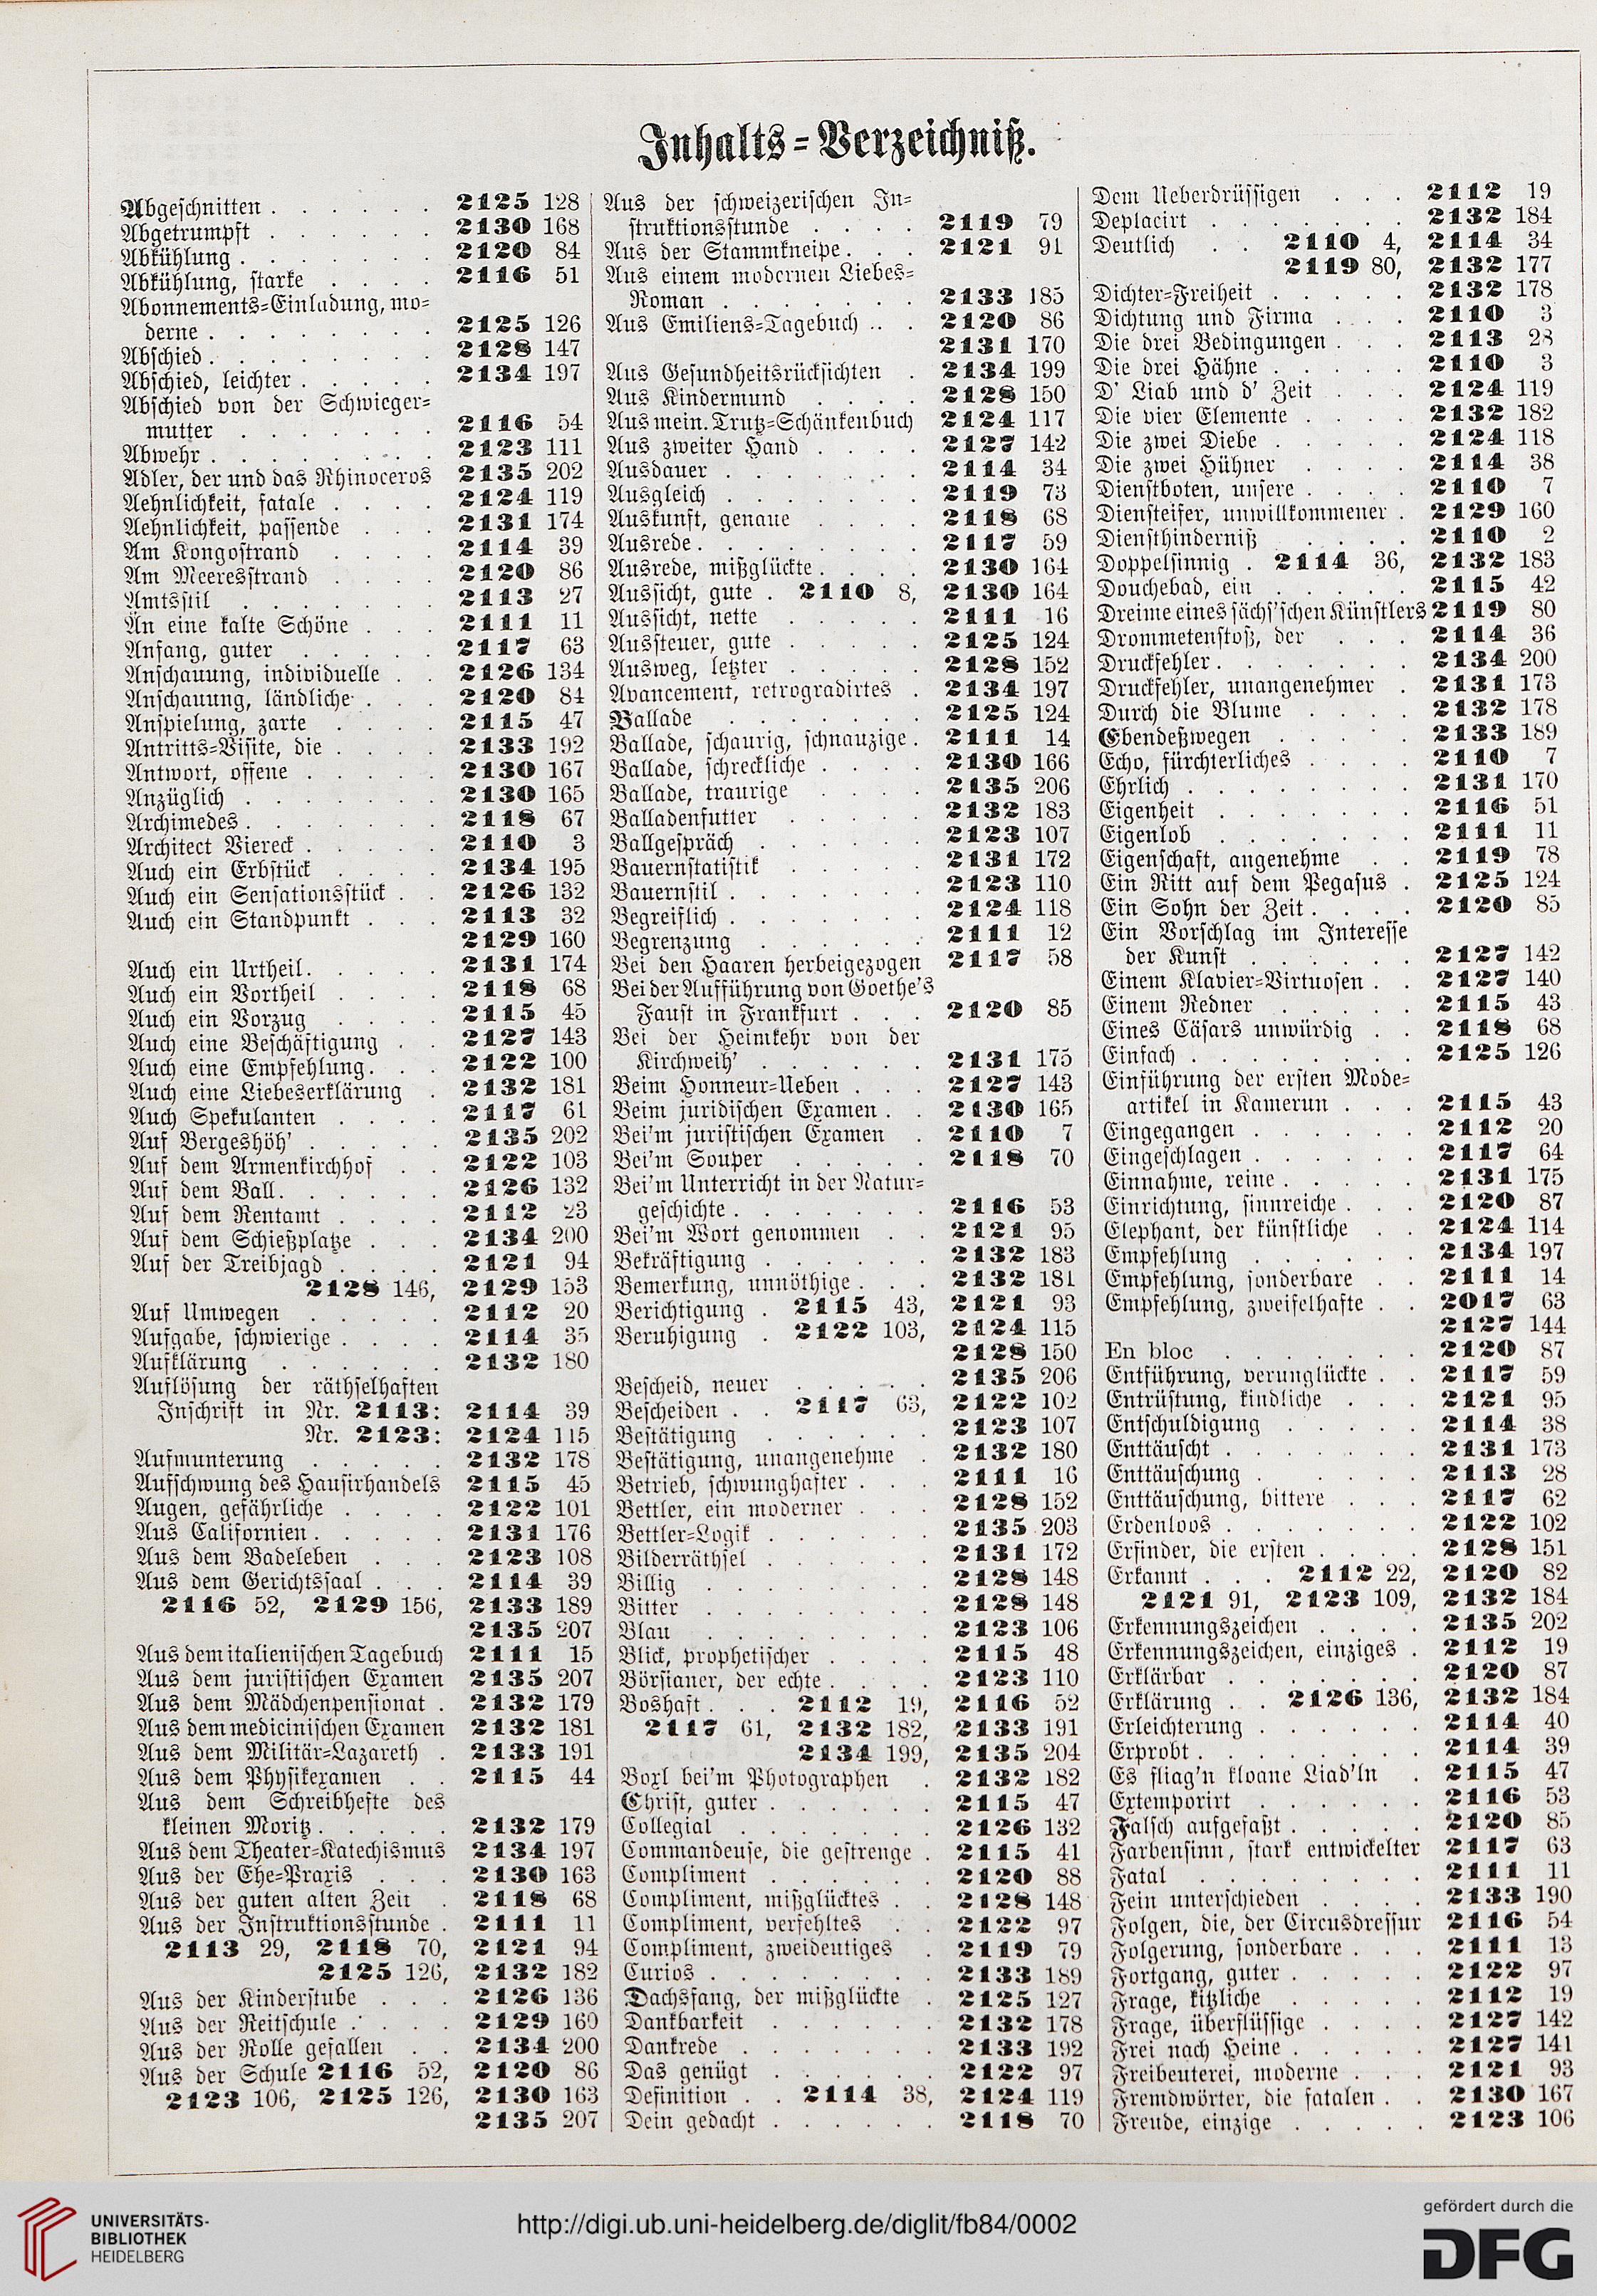 Inhalts=Verzeichniß.
Abgeschnitten . . . . . . 2125 128
Abgetrumpft . . . . . . 2130 168
Abkühlung . . . . . . . 2120 84
Abkühlung, starke . . . . 2116 51
Abonnements=Einladung, mo=
derne . . . . . . . . 2125 126
Abschied . . . . . . . . 2128 147
Abschied, leichter . . . . . 2134 197
Abschied von der Schwieger=
mutter . . . . . . . 2116 54
Abwehr . . . . . . . . 2123 111
Adler, der und das Rhinoceros 2135 202
Aehnlichkeit, fatale . . . . 2124 119
Aehnlichkeit, passende . . . 2131 174
Am Kongostrand . . . . 2114 39
Am Meeresstrand . . . . 2120 86
Amtsstil . . . . . . . 2113 27
An eine kalte Schöne . . . 2111 11
Anfang, guter . . . . . 2117 63
Anschauung, individuelle . . 2126 134
Anschauung, ländliche . . . 2120 84
Anspielung, zarte . . . . 2115 47
Antritts=Visite, die . . . . 2133 192
Antwort, offene . . . . . 2130 167
Anzüglich . . . . . . . 2130 165
Archimedes . . . . . . . 2118 67
Architect Viereck . . . . . 2110 3
Auch ein Erbstück . . . . 2134 195
Auch ein Sensationsstück . . 2126 132
Auch ein Standpunkt . . . 2113 32
2129 160
Auch ein Urtheil . . . . . 2131 174
Auch ein Vortheil . . . . 2118 68
Auch ein Vorzug . . . . 2115 45
Auch eine Beschäftigung . . 2127 143
Auch eine Empfehlung . . . 2122 100
Auch eine Liebeserklärung . 2132 181
Auch Spekulanten . . . . 2117 61
Auf Bergeshöh' . . . . . 2135 202
Auf dem Armenkirchhof . . 2122 103
Auf dem Ball . . . . . . 2126 132
Auf dem Rentamt . . . . 2112 23
Auf dem Schießplatze . . . 2134 200
Auf der Treibjagd . . . . 2121 94
2128 146, 2129 153
Auf Umwegen . . . . . 2112 20
Aufgabe, schwierige . . . . 2114 35
Aufklärung . . . . . . 2132 180
Auflösung der räthselhaften
Inschrift in Nr. 2113: 2114 39
Nr. 2123: 2124 115
Aufmunterung . . . . . 2132 178
Aufschwung des Hausirhandels 2115 45
Augen, gefährliche . . . . 2122 101
Aus Californien . . . . . 2131 176
Aus dem Badeleben . . . 2123 108
Aus dem Gerichtssaal . . . 2114 39
2116 52, 2129 156, 2133 189
2135 207
Aus dem italienischen Tagebuch 2111 15
Aus dem juristischen Examen 2135 207
Aus dem Mädchenpensionat . 2132 179
Aus dem medicinischen Examen 2132 181
Aus dem Militär=Lazareth . 2133 191
Aus dem Physikexamen . . 2115 44
Aus dem Schreibhefte des
kleinen Moritz . . . . . 2132 179
Aus dem Theater=Katechismus 2134 197
Aus der Ehe=Praxis . . . 2130 163
Aus der guten alten Zeit . 2118 68
Aus der Instruktionsstunde . 2111 11
2113 29, 2118 70, 2121 94
2125 126, 2132 182
Aus der Kinderstube . . . 2126 136
Aus der Reitschule . . . . 2129 160
Aus der Rolle gefallen . . 2134 200
Aus der Schule 2116 52, 2120 86
2123 106, 2125 126, 2130 163
2135 207
Aus der schweizerischen In=
struktionsstunde . . . . 2119 79
Aus der Stammkneipe . . . 2121 91
Aus einem modernen Liebes=
Roman . . . . . . . 2133 185
Aus Emiliens=Tagebuch . . . 2120 86
2131 170
Aus Gesundheitsrücksichten . 2134 199
Aus Kindermund . . . . 2128 150
Aus mein. Trutz=Schänkenbuch 2124 117
Aus zweiter Hand . . . . 2127 142
Ausdauer . . . . . . . 2114 34
Ausgleich . . . . . . . 2119 73
Auskunft, genaue . . . . 2118 68
Ausrede . . . . . . . . 2117 59
Ausrede, mißglückte . . . . 2130 164
Aussicht, gute . 2110 8, 2130 164
Aussicht, nette . . . . . 2111 16
Aussteuer, gute . . . . . 2125 124
Ausweg, letzter . . . . . 2128 152
Avancement, retrogradirtes . 2134 197
Ballade . . . . . . . 2125 124
Ballade, schaurig, schnauzige . 2111 14
Ballade, schreckliche . . . . 2130 166
Ballade, traurige . . . . 2135 206
Balladenfutter . . . . . 2132 183
Ballgespräch . . . . . . 2123 107
Bauernstatistik . . . . . 2131 172
Bauernstil . . . . . . . 2123 110
Begreiflich . . . . . . . 2124 118
Begrenzung . . . . . . 2111 12
Bei den Haaren herbeigezogen 2117 58
Bei der Aufführung von Goethe's
Faust in Frankfurt . . . 2120 85
Bei der Heimkehr von der
Kirchweih' . . . . . . 2131 175
Beim Honneur=Ueben . . . 2127 143
Beim juridischen Examen . . 2130 165
Bei'm juristischen Examen . 2110 7
Bei'm Souper . . . . . 2118 70
Bei'm Unterricht in der Natur=
geschichte . . . . . . . 2116 53
Bei'm Wort genommen . . 2121 95
Bekräftigung . . . . . . 2132 183
Bemerkung, unnöthige . . . 2132 181
Berichtigung . 2115 43, 2121 93
Beruhigung . 2122 103, 2124 115
2128 150
2135 206
Bescheid, neuer . . . . .
Bescheiden . . 2117 63, 2122 102
Bestätigung . . . . . . 2123 107
Bestätigung, unangenehme . 2132 180
Betrieb, schwunghafter . . . 2111 16
Bettler, ein moderner . . . 2128 152
Bettler=Logik . . . . . . 2135 203
Bilderräthsel . . . . . . 2131 172
Billig . . . . . . . . 2128 148
Bitter . . . . . . . . 2128 148
Blau . . . . . . . . 2123 106
Blick, prophetischer . . . . 2115 48
Börsianer, der echte . . . . 2123 110
Boshaft . . . 2112 19, 2116 52
2117 61, 2132 182, 2133 191
2134 199, 2135 204
Boxl bei'm Photographen . 2132 182
Christ, guter . . . . . . 2115 47
Collegial . . . . . . . 2126 132
Commandeuse, die gestrenge . 2115 41
Compliment . . . . . . 2120 88
Compliment, mißglücktes . . 2128 148
Compliment, verfehltes . . 2122 97
Compliment, zweideutiges . 2119 79
Curios . . . . . . . . 2133 189
Dachsfang, der mißglückte . 2125 127
Dankbarkeit . . . . . . 2132 178
Dankrede . . . . . . . 2133 192
Das genügt . . . . . . 2122 97
Definition . . 2114 38, 2124 119
Dein gedacht . . . . . . 2118 70
Dem Ueberdrüssigen . . . 2112 19
Deplacirt . . . . . . . 2132 184
Deutlich . . 2110 4, 2114 34
2119 80, 2132 177
Dichter=Freiheit . . . . . 2132 178
Dichtung und Firma . . . 2110 3
Die drei Bedingungen . . . 2113 28
Die drei Hähne . . . . . 2110 3
D' Liab und d' Zeit . . . 2124 119
Die vier Elemente . . . . 2132 182
Die zwei Diebe . . . . . 2124 118
Die zwei Hühner . . . . 2114 38
Dienstboten, unsere . . . . 2110 7
Diensteifer, unwillkommener . 2129 160
Diensthinderniß . . . . . 2110 2
Doppelsinnig . 2114 36, 2132 183
Douchebad, ein . . . . . 2115 42
Dreime eines sächs'schen Künstlers 2119 80
Drommetenstoß, der . . . 2114 36
Druckfehler . . . . . . . 2134 200
Druckfehler, unangenehmer . 2131 173
Durch die Blume . . . . 2132 178
Ebendeßwegen . . . . . 2133 189
Echo, fürchterliches . . . . 2110 7
Ehrlich . . . . . . . . 2131 170
Eigenheit . . . . . . . 2116 51
Eigenlob . . . . . . . 2111 11
Eigenschaft, angenehme . . 2119 78
Ein Ritt auf dem Pegasus . 2125 124
Ein Sohn der Zeit . . . . 2120 85
Ein Vorschlag im Interesse
der Kunst . . . . . . 2127 142
Einem Klavier=Virtuosen . . 2127 140
Einem Redner . . . . . 2115 43
Eines Cäsars unwürdig . . 2118 68
Einfach . . . . . . . . 2125 126
Einführung der ersten Mode=
artikel in Kamerun . . . 2115 43
Eingegangen . . . . . . 2112 20
Eingeschlagen . . . . . . 2117 64
Einnahme, reine . . . . . 2131 175
Einrichtung, sinnreiche . . . 2120 87
Elephant, der künstliche . . 2124 114
Empfehlung . . . . . . 2134 197
Empfehlung, sonderbare . . 2111 14
Empfehlung, zweifelhafte . . 2017 63
2127 144
En bloc . . . . . . . 2120 87
Entführung, verunglückte . . 2117 59
Entrüstung, kindliche . . . 2121 95
Entschuldigung . . . . . 2114 38
Enttäuscht . . . . . . . 2131 173
Enttäuschung . . . . . . 2113 28
Enttäuschung, bittere . . . 2117 62
Erdenloos . . . . . . . 2122 102
Erfinder, die ersten . . . . 2128 151
Erkannt . . . 2112 22, 2120 82
2121 91, 2123 109, 2132 184
Erkennungszeichen . . . . 2135 202
Erkennungszeichen, einziges . 2112 19
Erklärbar . . . . . . . 2120 87
Erklärung . . 2126 136, 2132 184
Erleichterung . . . . . . 2114 40
Erprobt . . . . . . . . 2114 39
Es fliag'n kloane Liad'ln . 2115 47
Extemporirt . . . . . . 2116 53
Falsch aufgefaßt . . . . . 2120 85
Farbensinn, stark entwickelter 2117 63
Fatal . . . . . . . . 2111 11
Fein unterschieden . . . . 2133 190
Folgen, die, der Circusdressur 2116 54
Folgerung, sonderbare . . . 2111 13
Fortgang, guter . . . . . 2122 97
Frage, kitzliche . . . . . 2112 19
Frage, überflüssige . . . . 2127 142
Frei nach Heine . . . . . 2127 141
Freibeuterei, moderne . . . 2121 93
Fremdwörter, die fatalen . . 2130 167
Freude, einzige . . . . . 2123 106
UNIVERSITÄTS-
BIBLIOTHEK
HEIDELBERG
http://digi.ub.uni-heidelberg.de/diglit/fb84/0002
gefördert durch die
DFG